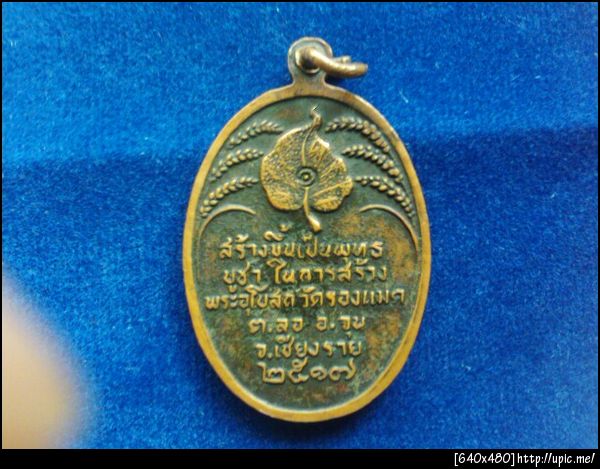 สร้างขึ้นเป็นพุทธ
บูชา ในการสร้าง
พระอุโบสถวัดร่องแมด
ต.ลอ อ.จุน
จ.เชียงราย
๒๕๑๗
[640x480]http://upic.me/